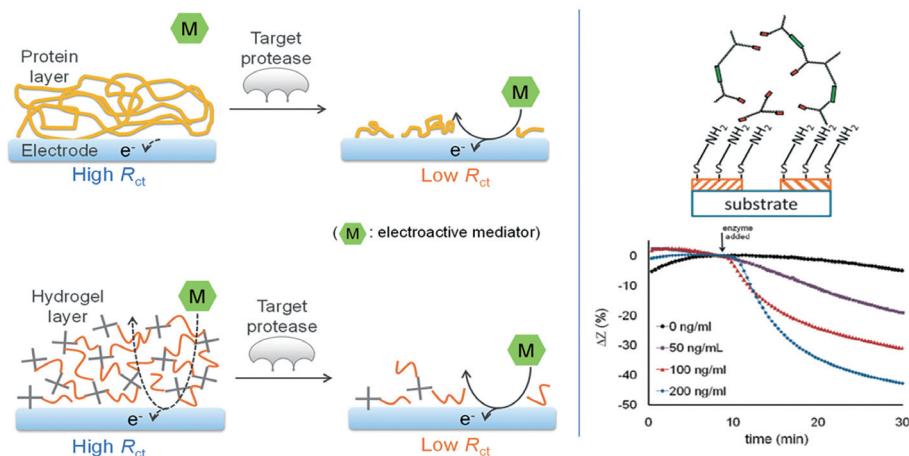 M
Target
protease
Protein
layer
M
Electrode
e-
e-
High Rct
Low Rct
( M : electroactive mediator)
Hydrogel
layer
M
Target
protease
M
e-
e-
High Rct
Low Rct
NH2 NH2 NH2 NH2 NH2 NH2
S S S S S S
substrate
enzyme
added
0
-10
-20
-30
-40
-50
ΔZ (%)
0 ng/ml
50 ng/mL
100 ng/ml
200 ng/ml
0 10 20 30
time (min)